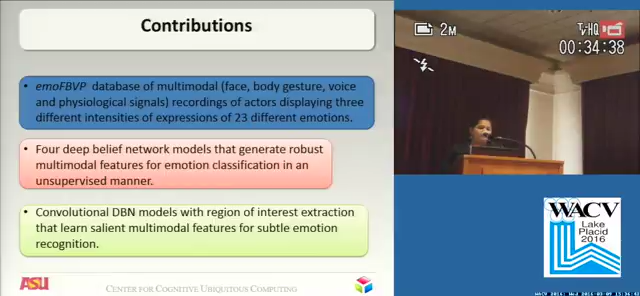 Contributions
• emoFBVP database of multimodal (face, body gesture, voice
and physiological signals) recordings of actors displaying three
different intensities of expressions of 23 different emotions.
• Four deep belief network models that generate robust
multimodal features for emotion classification in an
unsupervised manner.
• Convolutional DBN models with region of interest extraction
that learn salient multimodal features for subtle emotion
recognition.
ASU
CENTER FOR COGNITIVE UBIQUITOUS COMPUTING
2M
HQ
00:34:38
WACV
Lake
Placid
2016